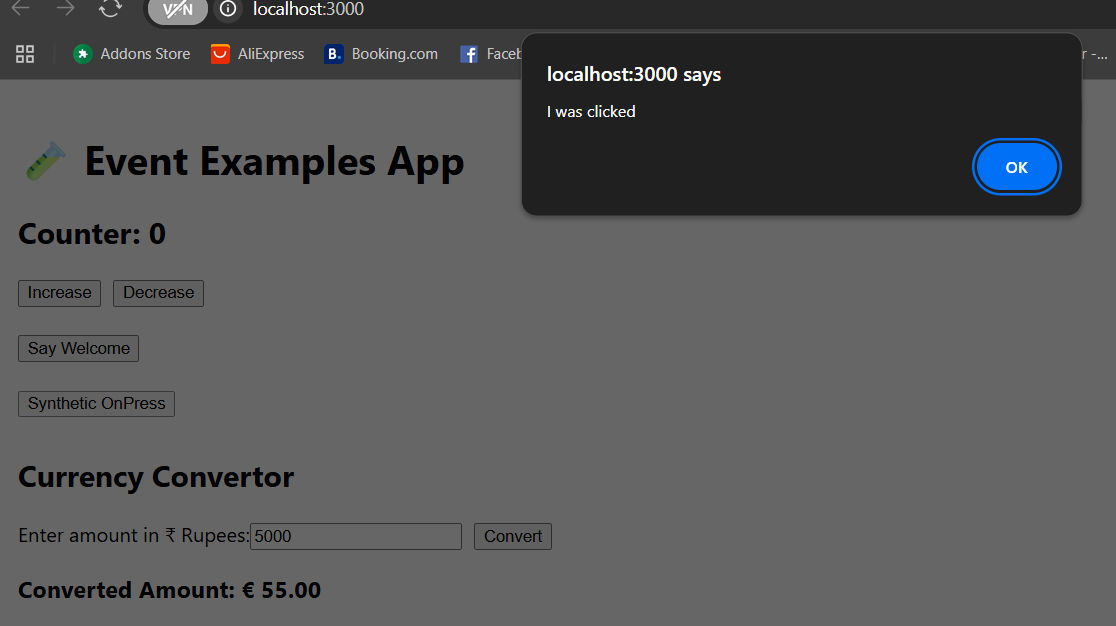 VPN localhost:3000
Addons Store AliExpress B. Booking.com
localhost:3000 says
I was clicked
OK
Event Examples App
Counter: 0
Increase Decrease
Say Welcome
Synthetic OnPress
Currency Convertor
Enter amount in ₹ Rupees: 5000 Convert
Converted Amount: € 55.00